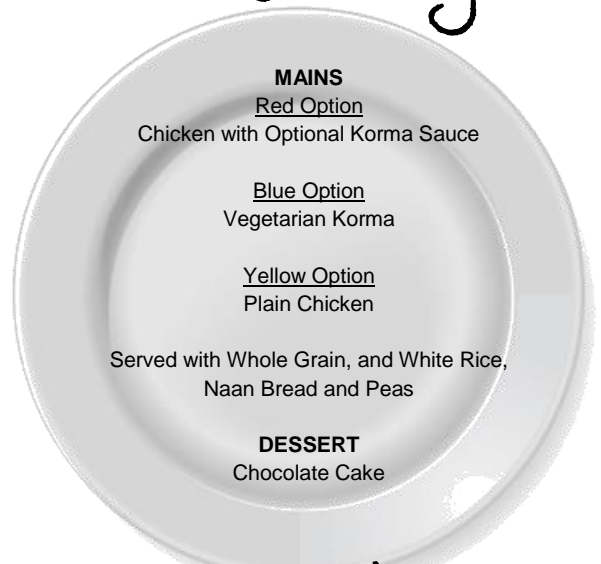 MAINS
Red Option
Chicken with Optional Korma Sauce
Blue Option
Vegetarian Korma
Yellow Option
Plain Chicken
Served with Whole Grain, and White Rice,
Naan Bread and Peas
DESSERT
Chocolate Cake